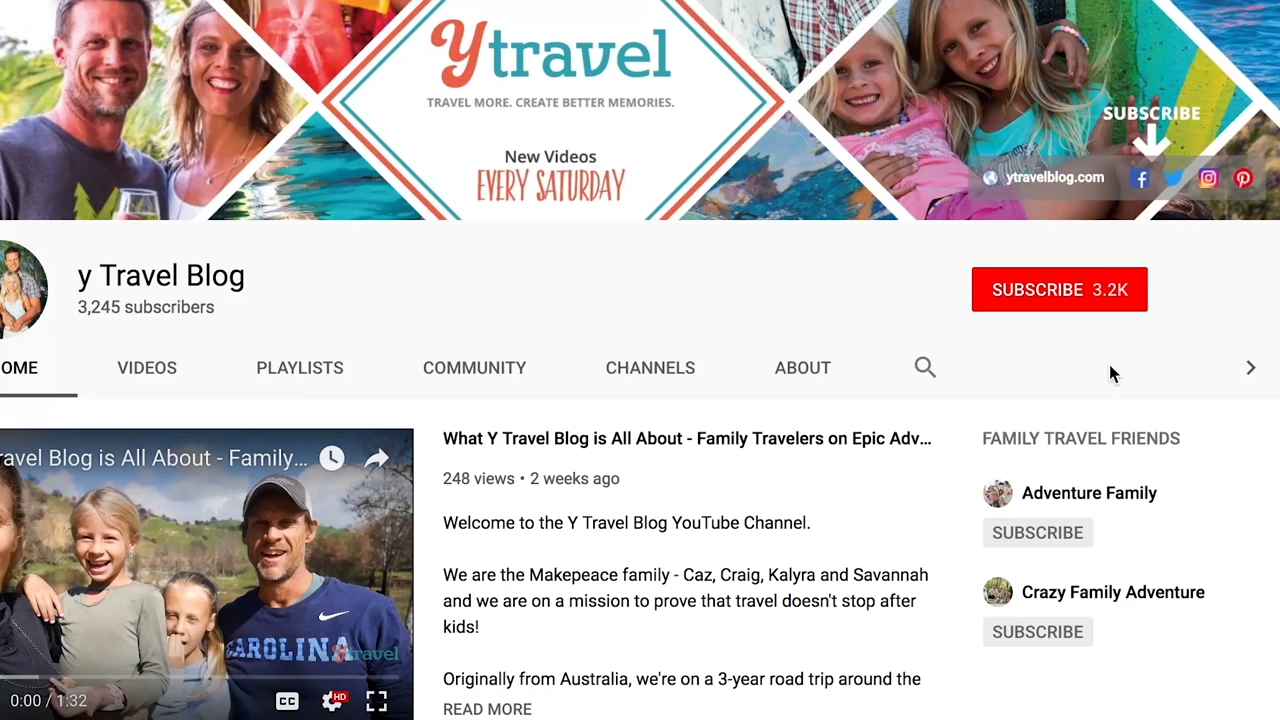 ytravel
TRAVEL MORE. CREATE BETTER MEMORIES.
New Videos
EVERY SATURDAY
SUBSCRIBE
ytravelblog.com
y Travel Blog
3,245 subscribers
SUBSCRIBE 3.2K
OME VIDEOS PLAYLISTS COMMUNITY CHANNELS ABOUT
ravel Blog is All About - Family...
CAROLINA
ytravel
0:00 / 1:32
CC
HD
What Y Travel Blog is All About - Family Travelers on Epic Adv...
248 views • 2 weeks ago
Welcome to the Y Travel Blog YouTube Channel.
We are the Makepeace family - Caz, Craig, Kalyra and Savannah
and we are on a mission to prove that travel doesn't stop after
kids!
Originally from Australia, we're on a 3-year road trip around the
READ MORE
FAMILY TRAVEL FRIENDS
Adventure Family
SUBSCRIBE
Crazy Family Adventure
SUBSCRIBE